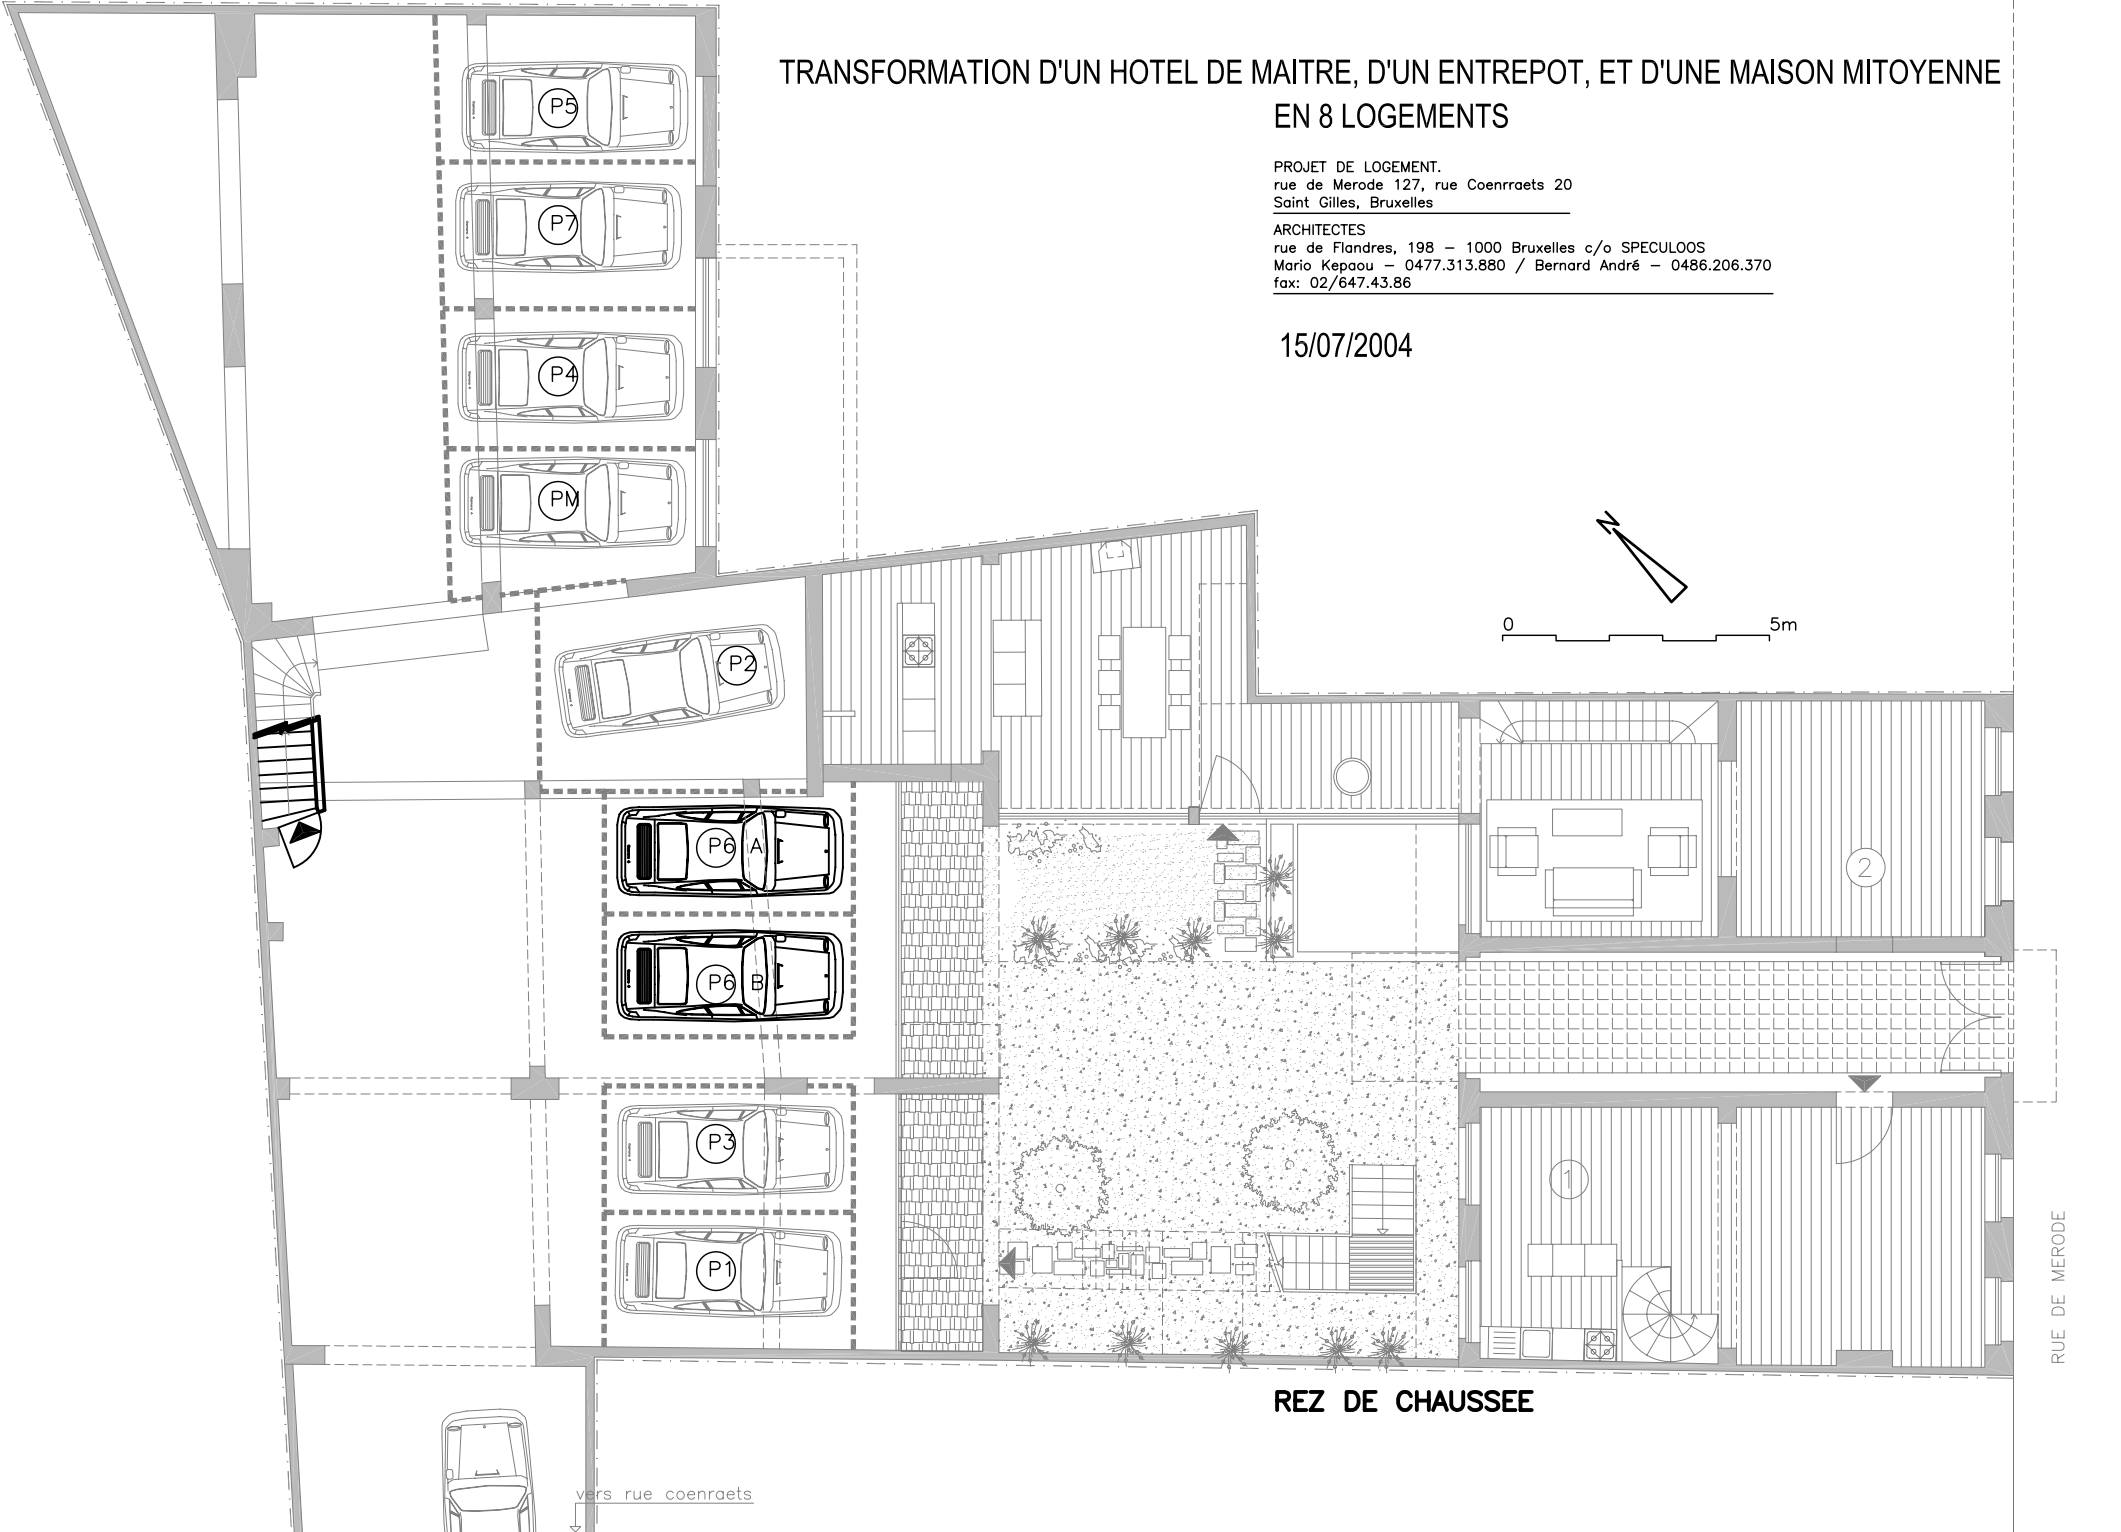 TRANSFORMATION D'UN HOTEL DE MAITRE, D'UN ENTREPOT, ET D'UNE MAISON MITOYENNE
EN 8 LOGEMENTS
PROJET DE LOGEMENT.
rue de Merode 127, rue Coenrraets 20
Saint Gilles, Bruxelles
ARCHITECTES
rue de Flandres, 198 – 1000 Bruxelles c/o SPECULOOS
Mario Kepaou – 0477.313.880 / Bernard André – 0486.206.370
fax: 02/647.43.86
15/07/2004
P5
P7
P4
PM
N
0 5m
P2
P6 A
2
P6 B
P3
1
P1
RUE DE MERODE
REZ DE CHAUSSEE
vers rue coenraets